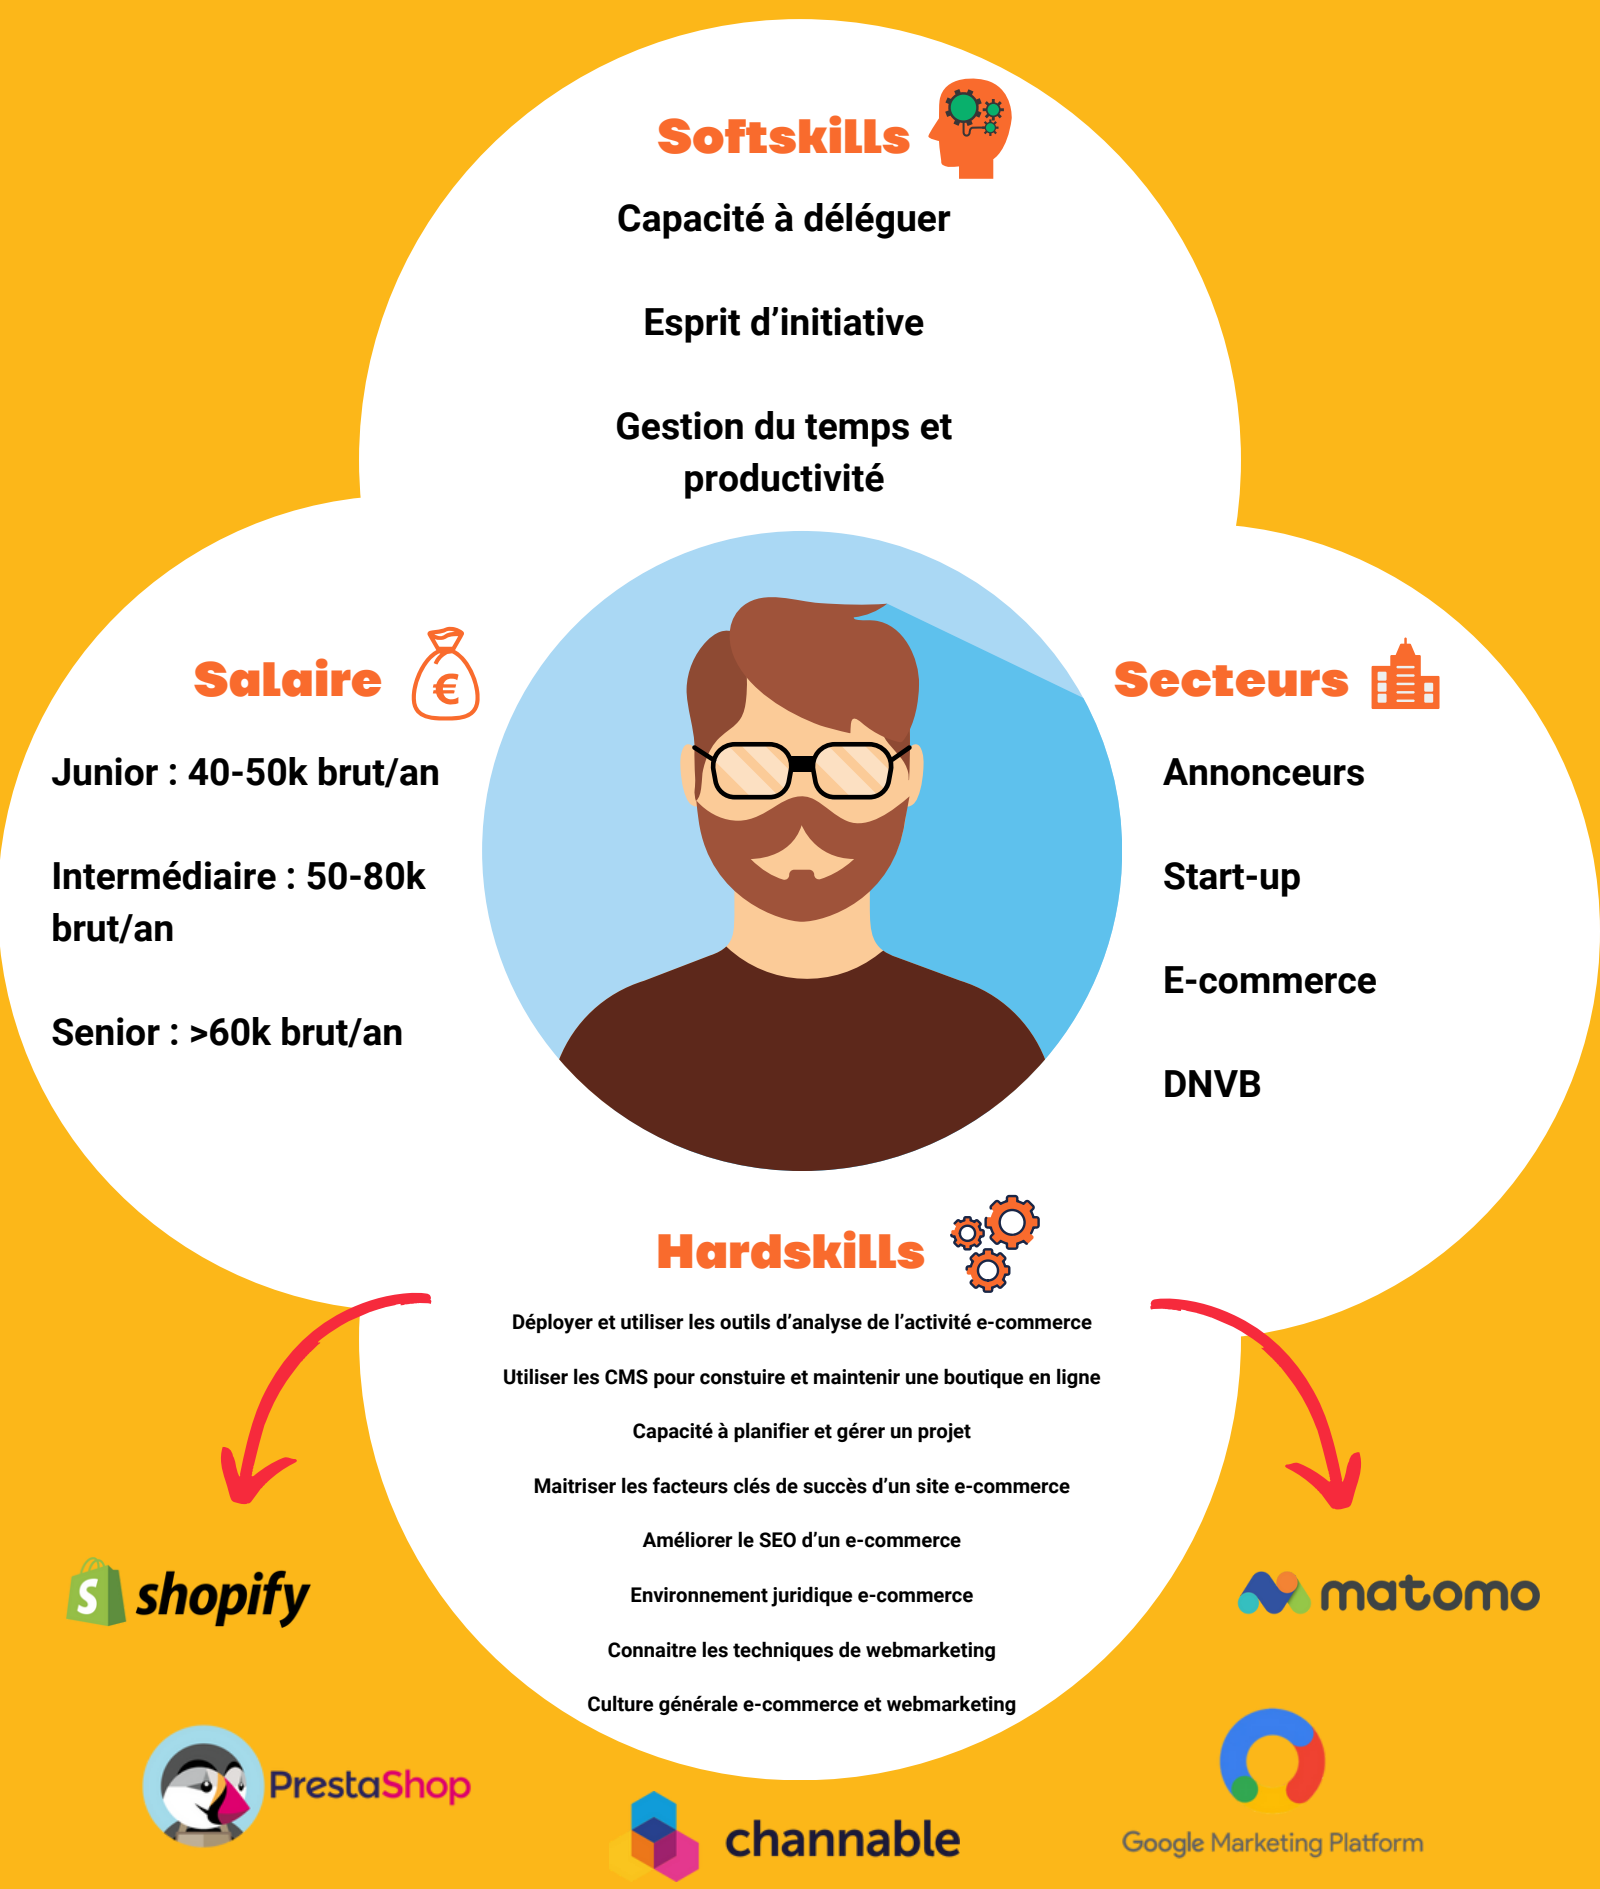 Softskills
Capacité à déléguer
Esprit d’initiative
Gestion du temps et
productivité
Salaire
€
Junior : 40-50k brut/an
Intermédiaire : 50-80k
brut/an
Senior : >60k brut/an
Secteurs
Annonceurs
Start-up
E-commerce
DNVB
Hardskills
Déployer et utiliser les outils d’analyse de l’activité e-commerce
Utiliser les CMS pour constuire et maintenir une boutique en ligne
Capacité à planifier et gérer un projet
Maitriser les facteurs clés de succès d’un site e-commerce
Améliorer le SEO d’un e-commerce
Environnement juridique e-commerce
Connaitre les techniques de webmarketing
Culture générale e-commerce et webmarketing
S shopify
matomo
PrestaShop
channable
Google Marketing Platform